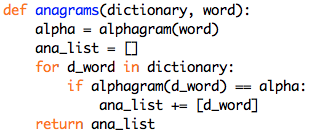 def anagrams(dictionary, word):
    alpha = alphagram(word)
    ana_list = []
    for d_word in dictionary:
        if alphagram(d_word) == alpha:
            ana_list += [d_word]
    return ana_list